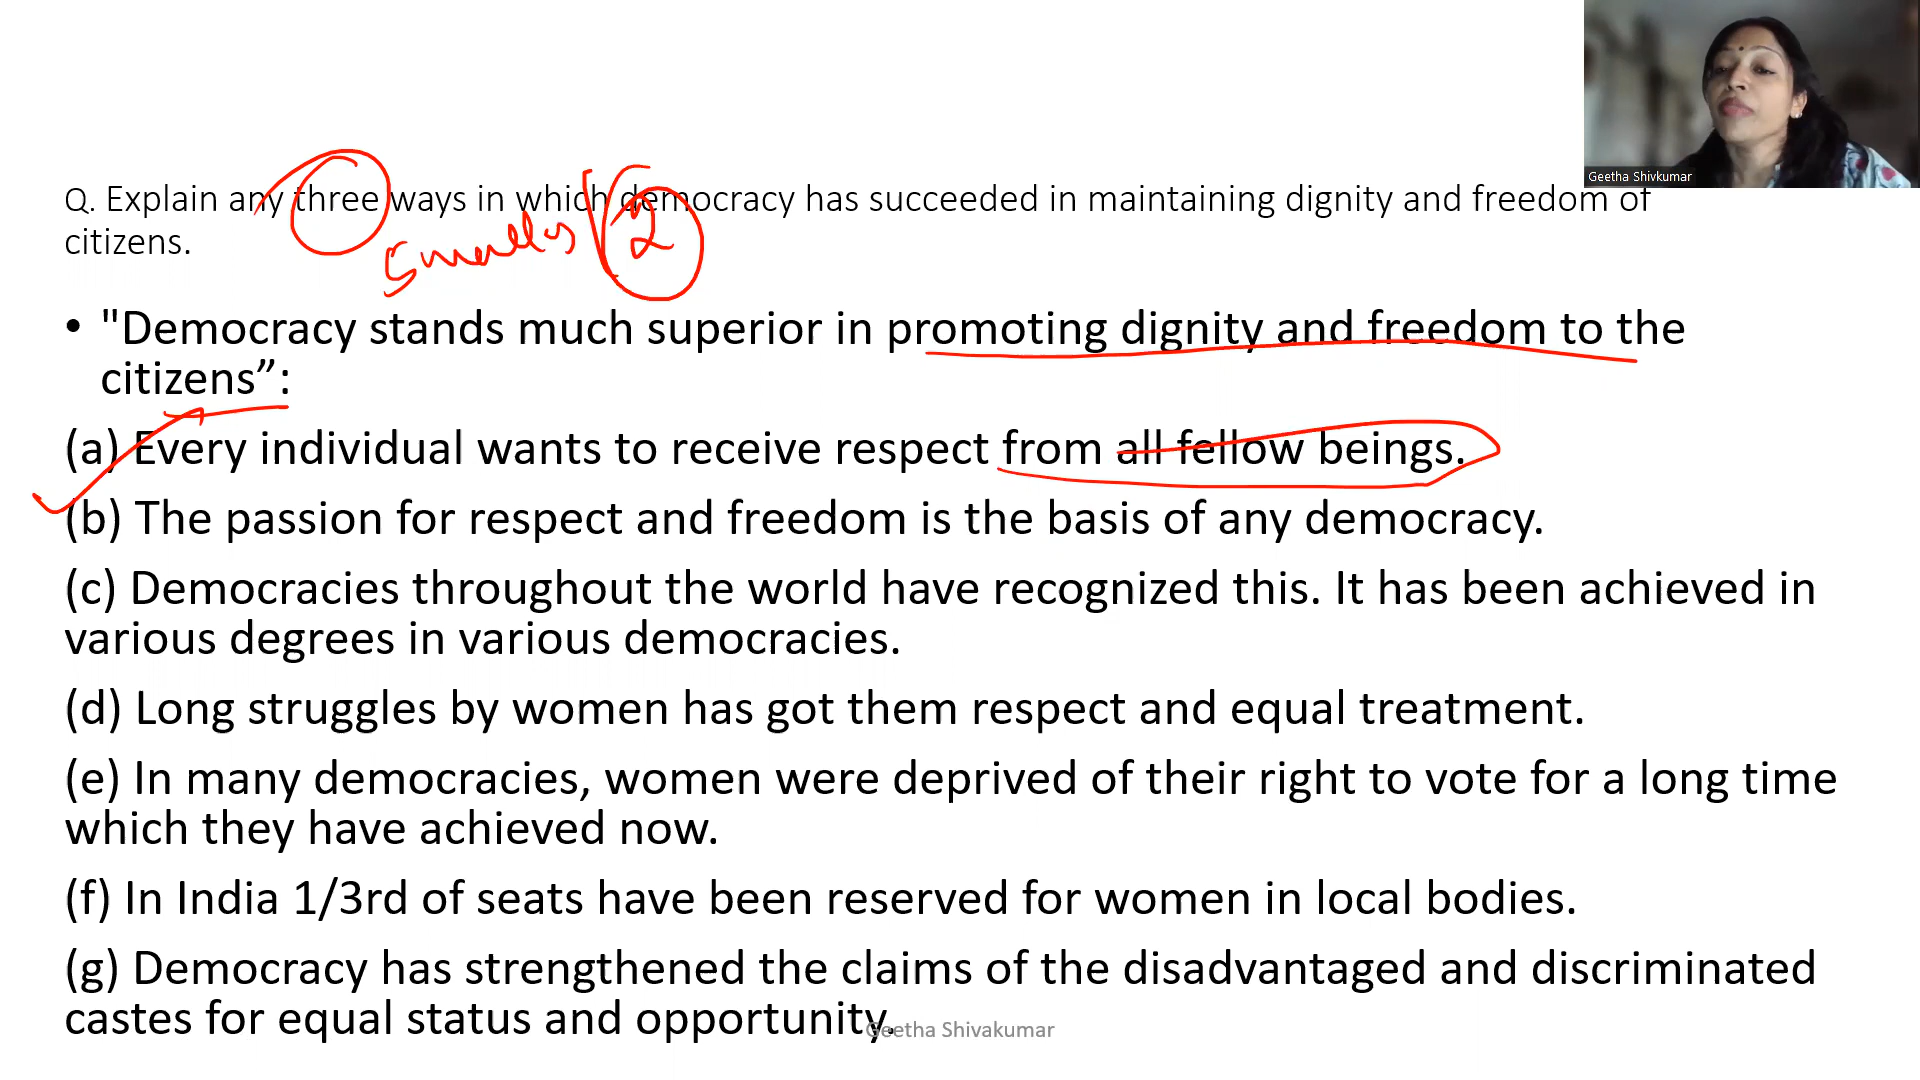 Geetha Shivkumar
Q. Explain any three ways in which democracy has succeeded in maintaining dignity and freedom of
citizens.
5 marks
2
• "Democracy stands much superior in promoting dignity and freedom to the
citizens”:
(a) Every individual wants to receive respect from all fellow beings.
(b) The passion for respect and freedom is the basis of any democracy.
(c) Democracies throughout the world have recognized this. It has been achieved in
various degrees in various democracies.
(d) Long struggles by women has got them respect and equal treatment.
(e) In many democracies, women were deprived of their right to vote for a long time
which they have achieved now.
(f) In India 1/3rd of seats have been reserved for women in local bodies.
(g) Democracy has strengthened the claims of the disadvantaged and discriminated
castes for equal status and opportunity.
Geetha Shivakumar